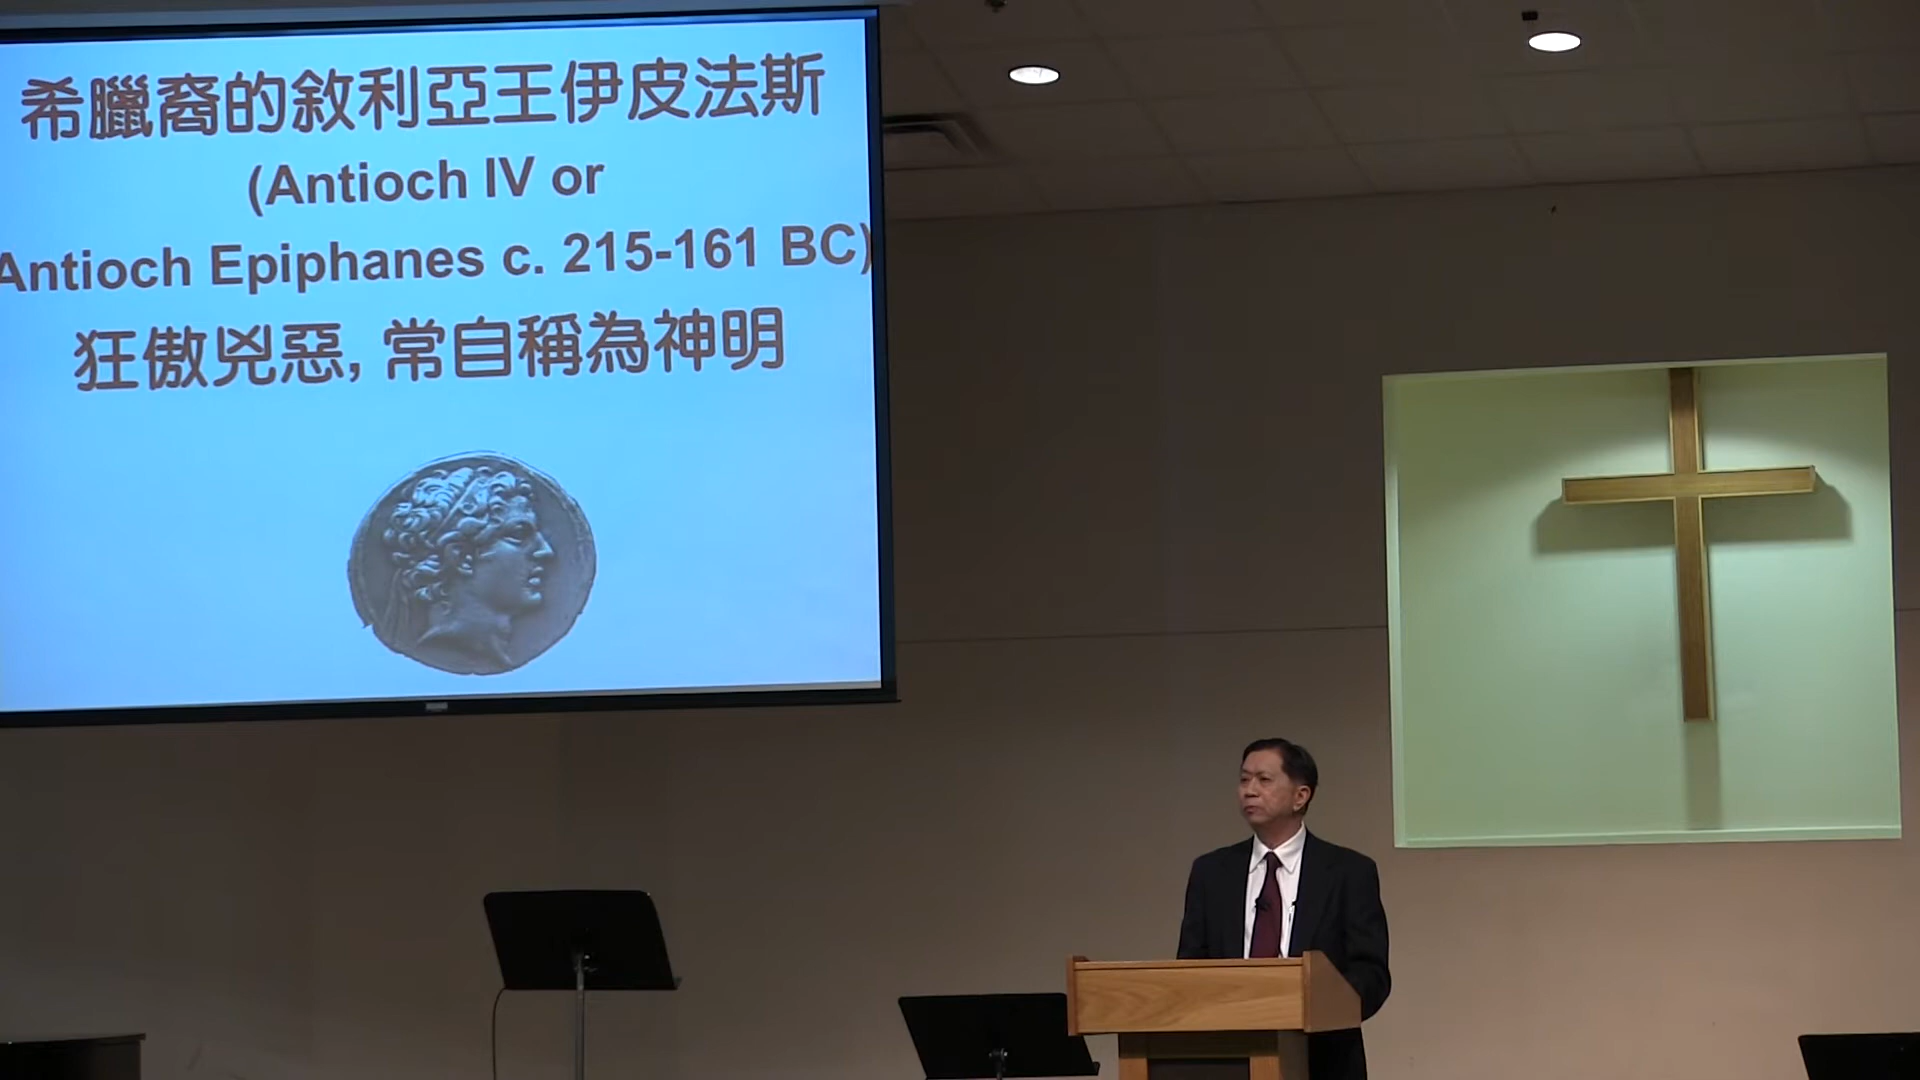 希臘裔的敘利亞王伊皮法斯
(Antioch IV or
Antioch Epiphanes c. 215-161 BC)
狂傲兇惡, 常自稱為神明